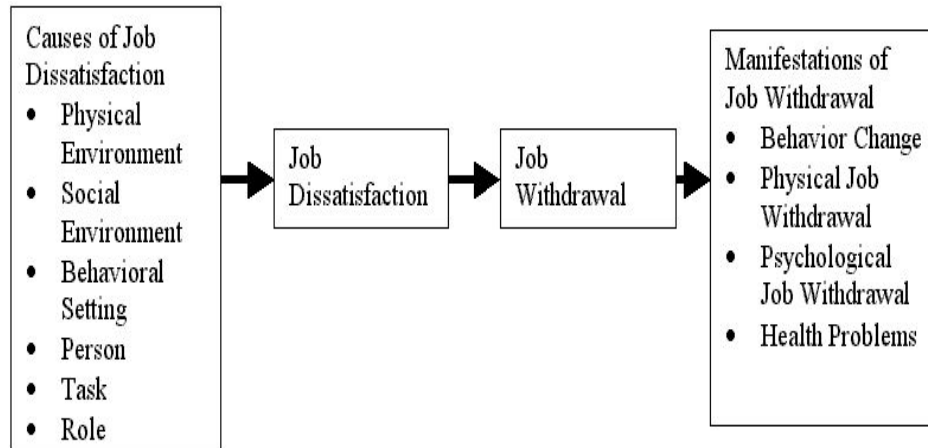 Causes of Job
Dissatisfaction
• Physical
Environment
• Social
Environment
• Behavioral
Setting
• Person
• Task
• Role
Job
Dissatisfaction
Job
Withdrawal
Manifestations of
Job Withdrawal
• Behavior Change
• Physical Job
Withdrawal
• Psychological
Job Withdrawal
• Health Problems